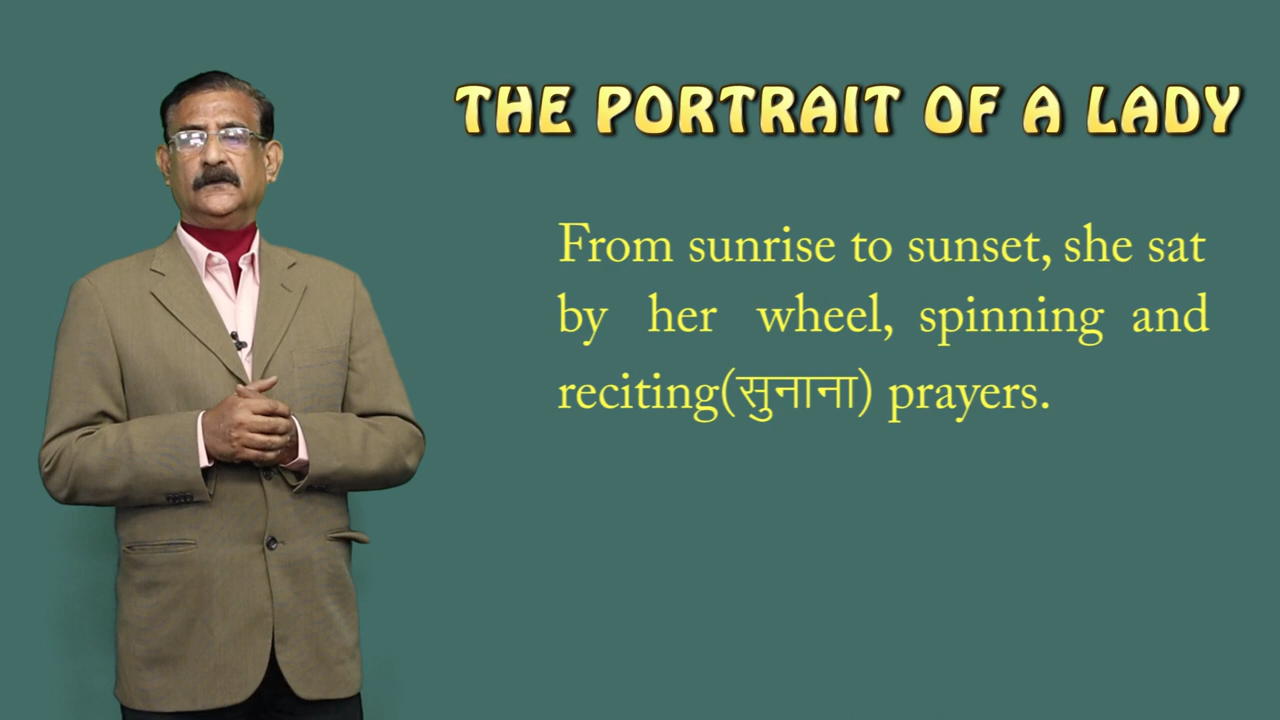 THE PORTRAIT OF A LADY
From sunrise to sunset, she sat
by her wheel, spinning and
reciting(सुनाना) prayers.